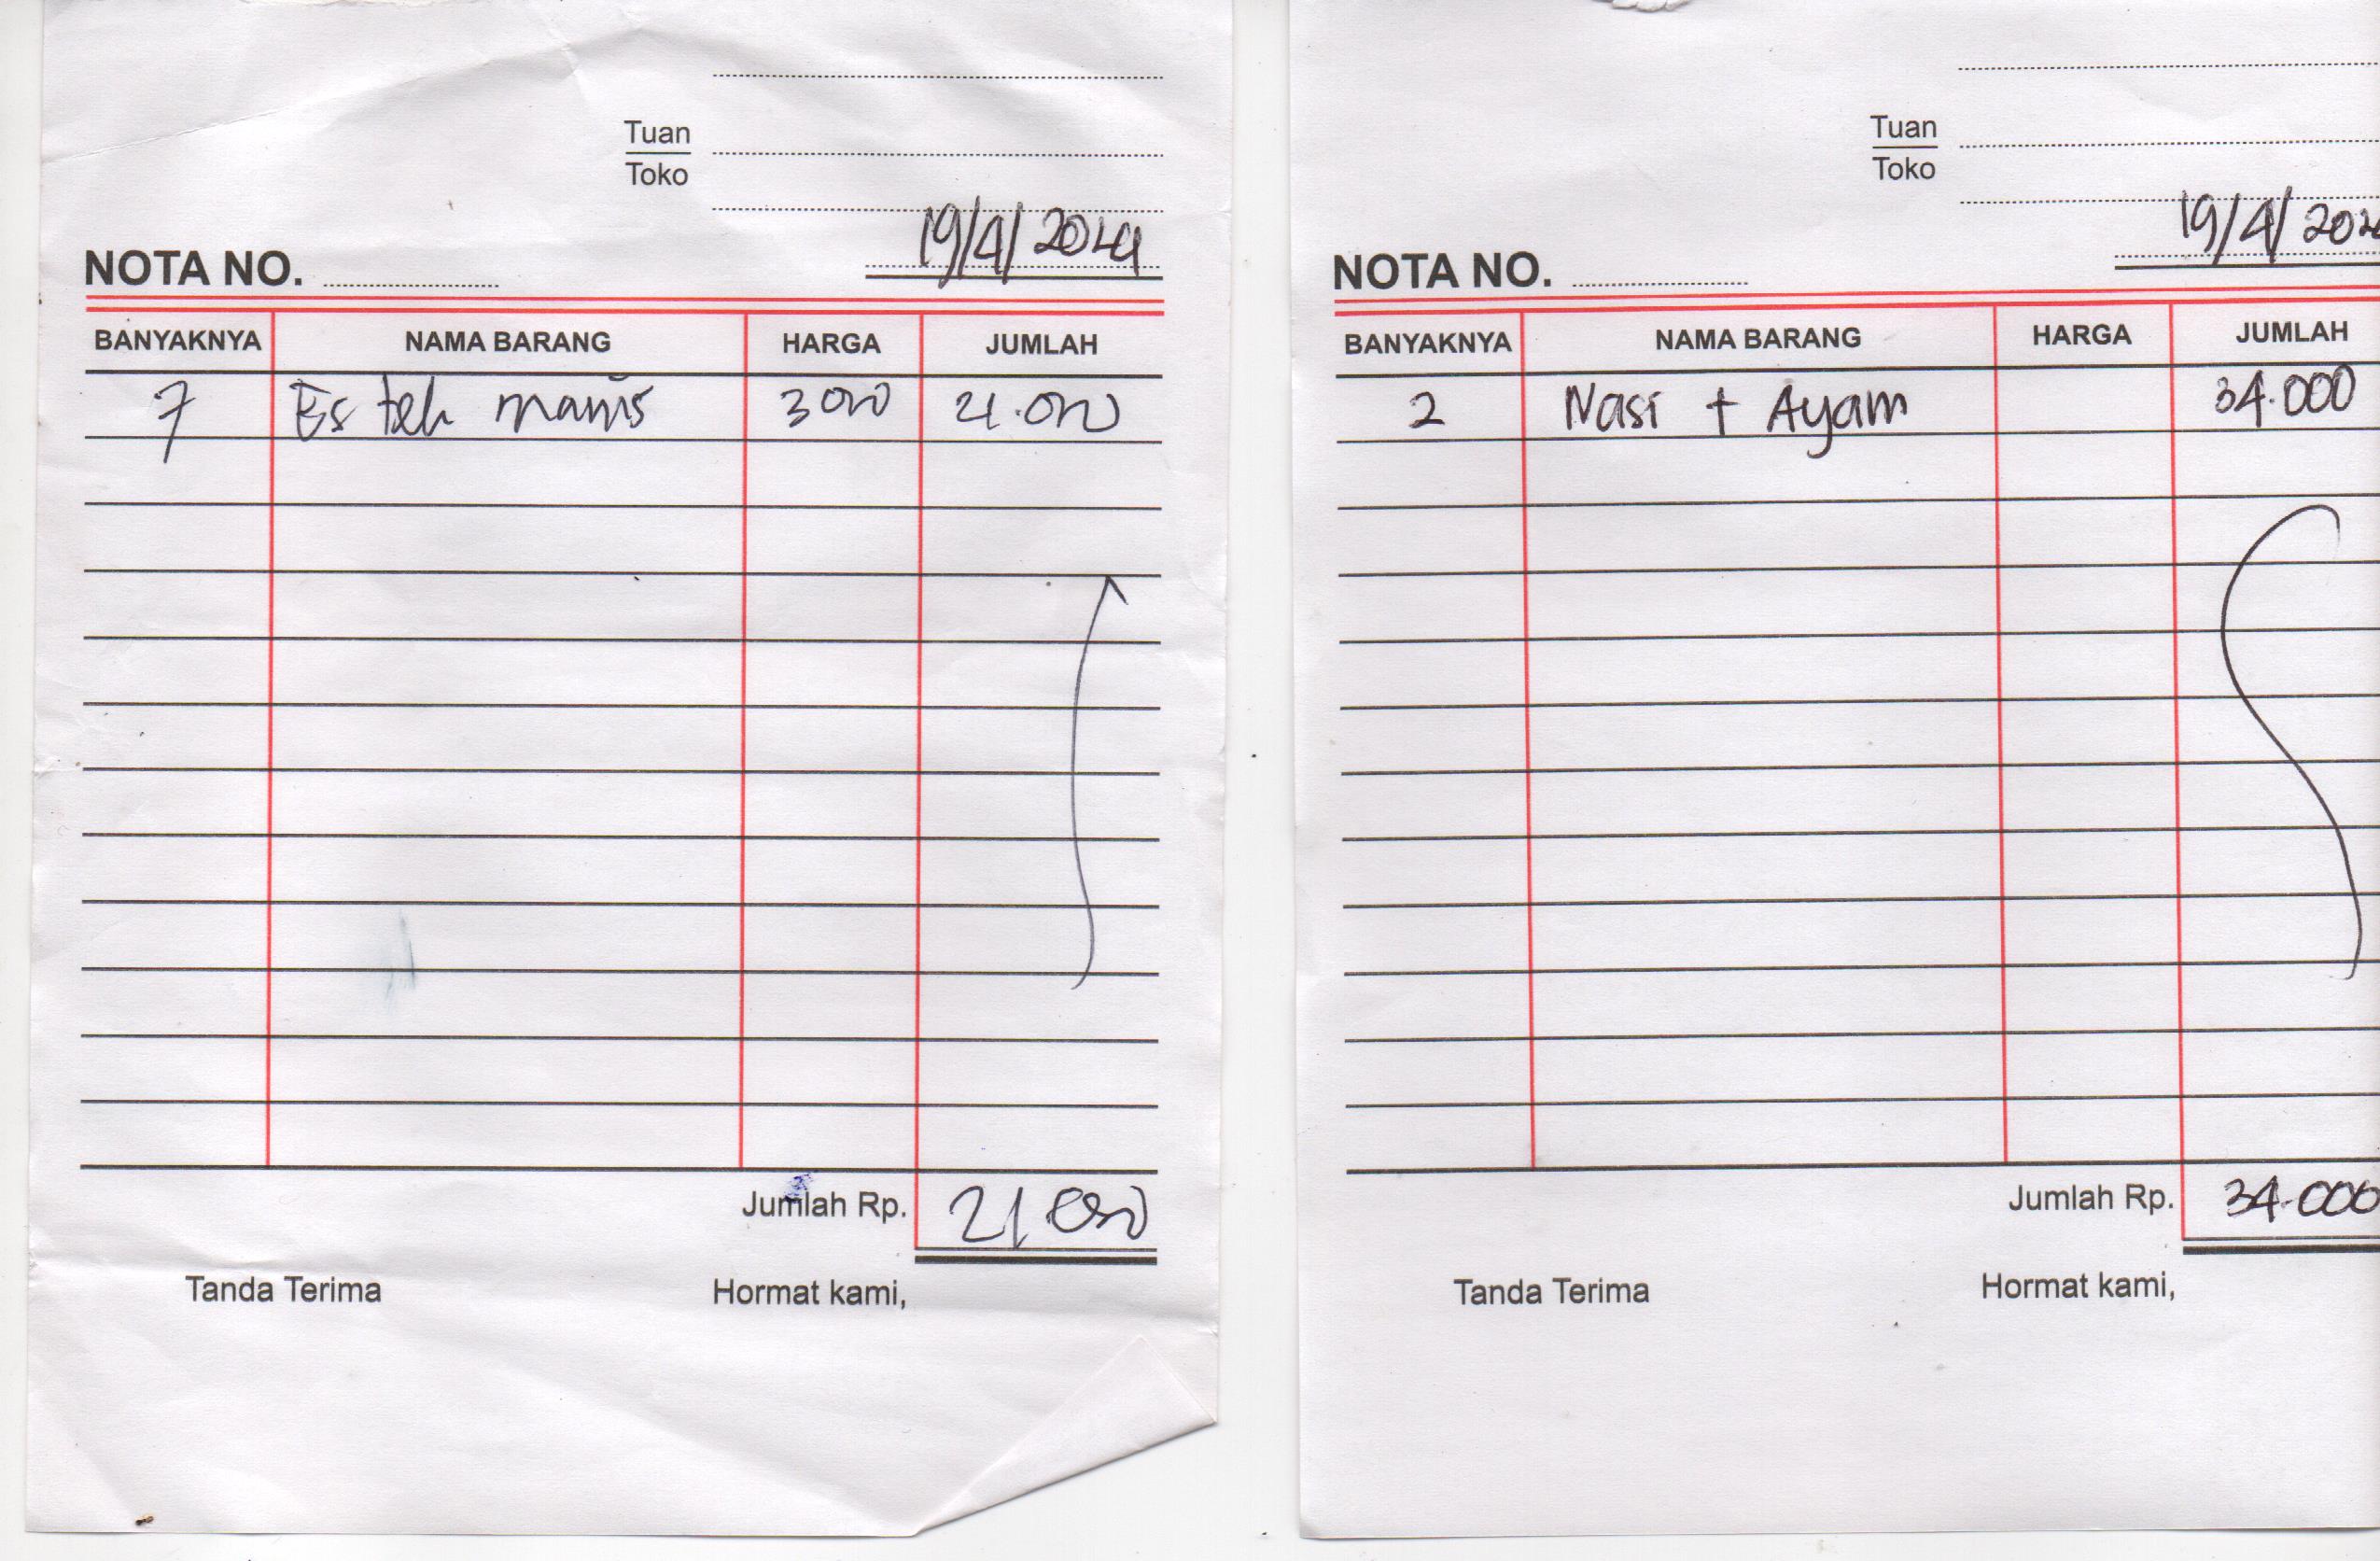 Tuan
Toko
19/4/2024
NOTA NO.
BANYAKNYA NAMA BARANG HARGA JUMLAH
7 Es teh manis 3000 21.000
Jumlah Rp. 21.000
Tanda Terima Hormat kami,
Tuan
Toko
19/4/202
NOTA NO.
BANYAKNYA NAMA BARANG HARGA JUMLAH
2 Nasi + Ayam 34.000
Jumlah Rp. 34.000
Tanda Terima Hormat kami,